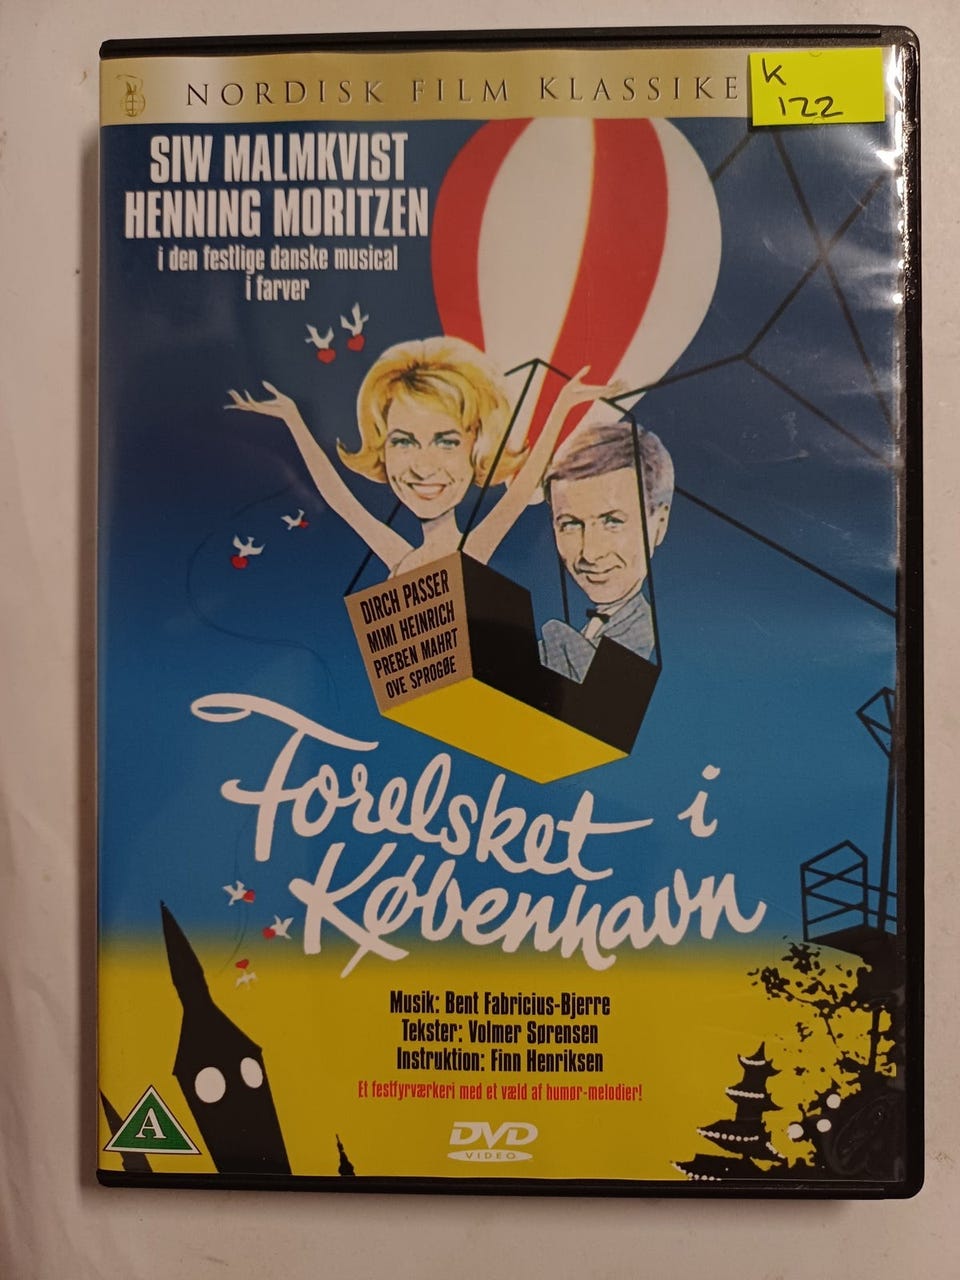 NORDISK FILM KLASSIKE
K
122
SIW MALMKVIST
HENNING MORITZEN
i den festlige danske musical
i farver
DIRCH PASSER
MIMI HEINRICH
PREBEN MAHRT
OVE SPROGØE
Forelsket i
København
Musik: Bent Fabricius-Bjerre
Tekster: Volmer Sørensen
Instruktion: Finn Henriksen
Et festfyrværkeri med et væld af humør-melodier!
A
DVD
VIDEO